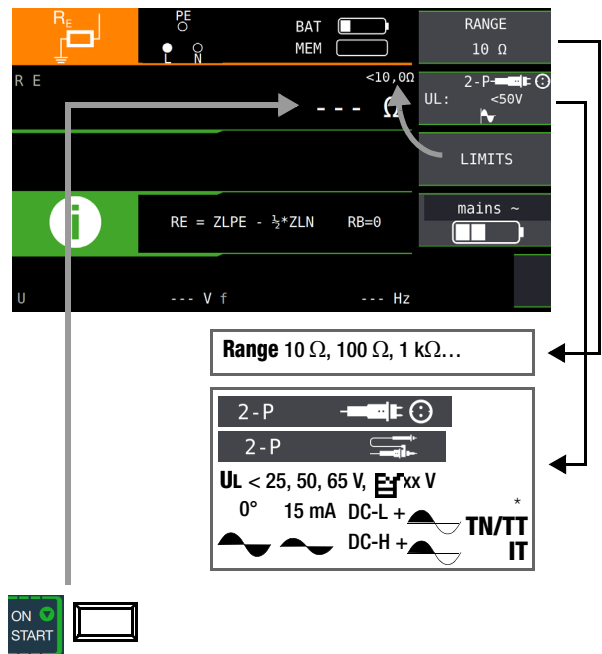 RE
PE
L N
BAT
MEM
RANGE
10 Ω
R E
<10,0Ω
--- Ω
2-P
UL: <50V
LIMITS
i
RE = ZLPE - ½*ZLN RB=0
mains ~
U --- V f --- Hz
Range 10 Ω, 100 Ω, 1 kΩ…
2-P
2-P
UL < 25, 50, 65 V, xx V
0° 15 mA DC-L + *
DC-H + TN/TT
IT
ON
START